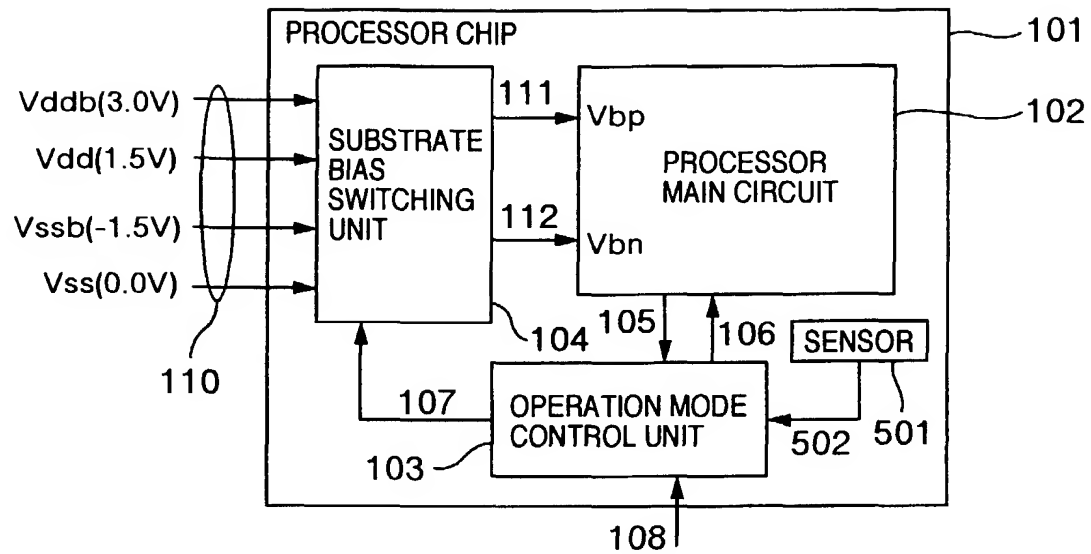 PROCESSOR CHIP
101
Vddb(3.0V)
Vdd(1.5V)
Vssb(-1.5V)
Vss(0.0V)
110
SUBSTRATE
BIAS
SWITCHING
UNIT
104
111
112
Vbp
Vbn
PROCESSOR
MAIN CIRCUIT
102
105
106
SENSOR
501
502
107
OPERATION MODE
CONTROL UNIT
103
108